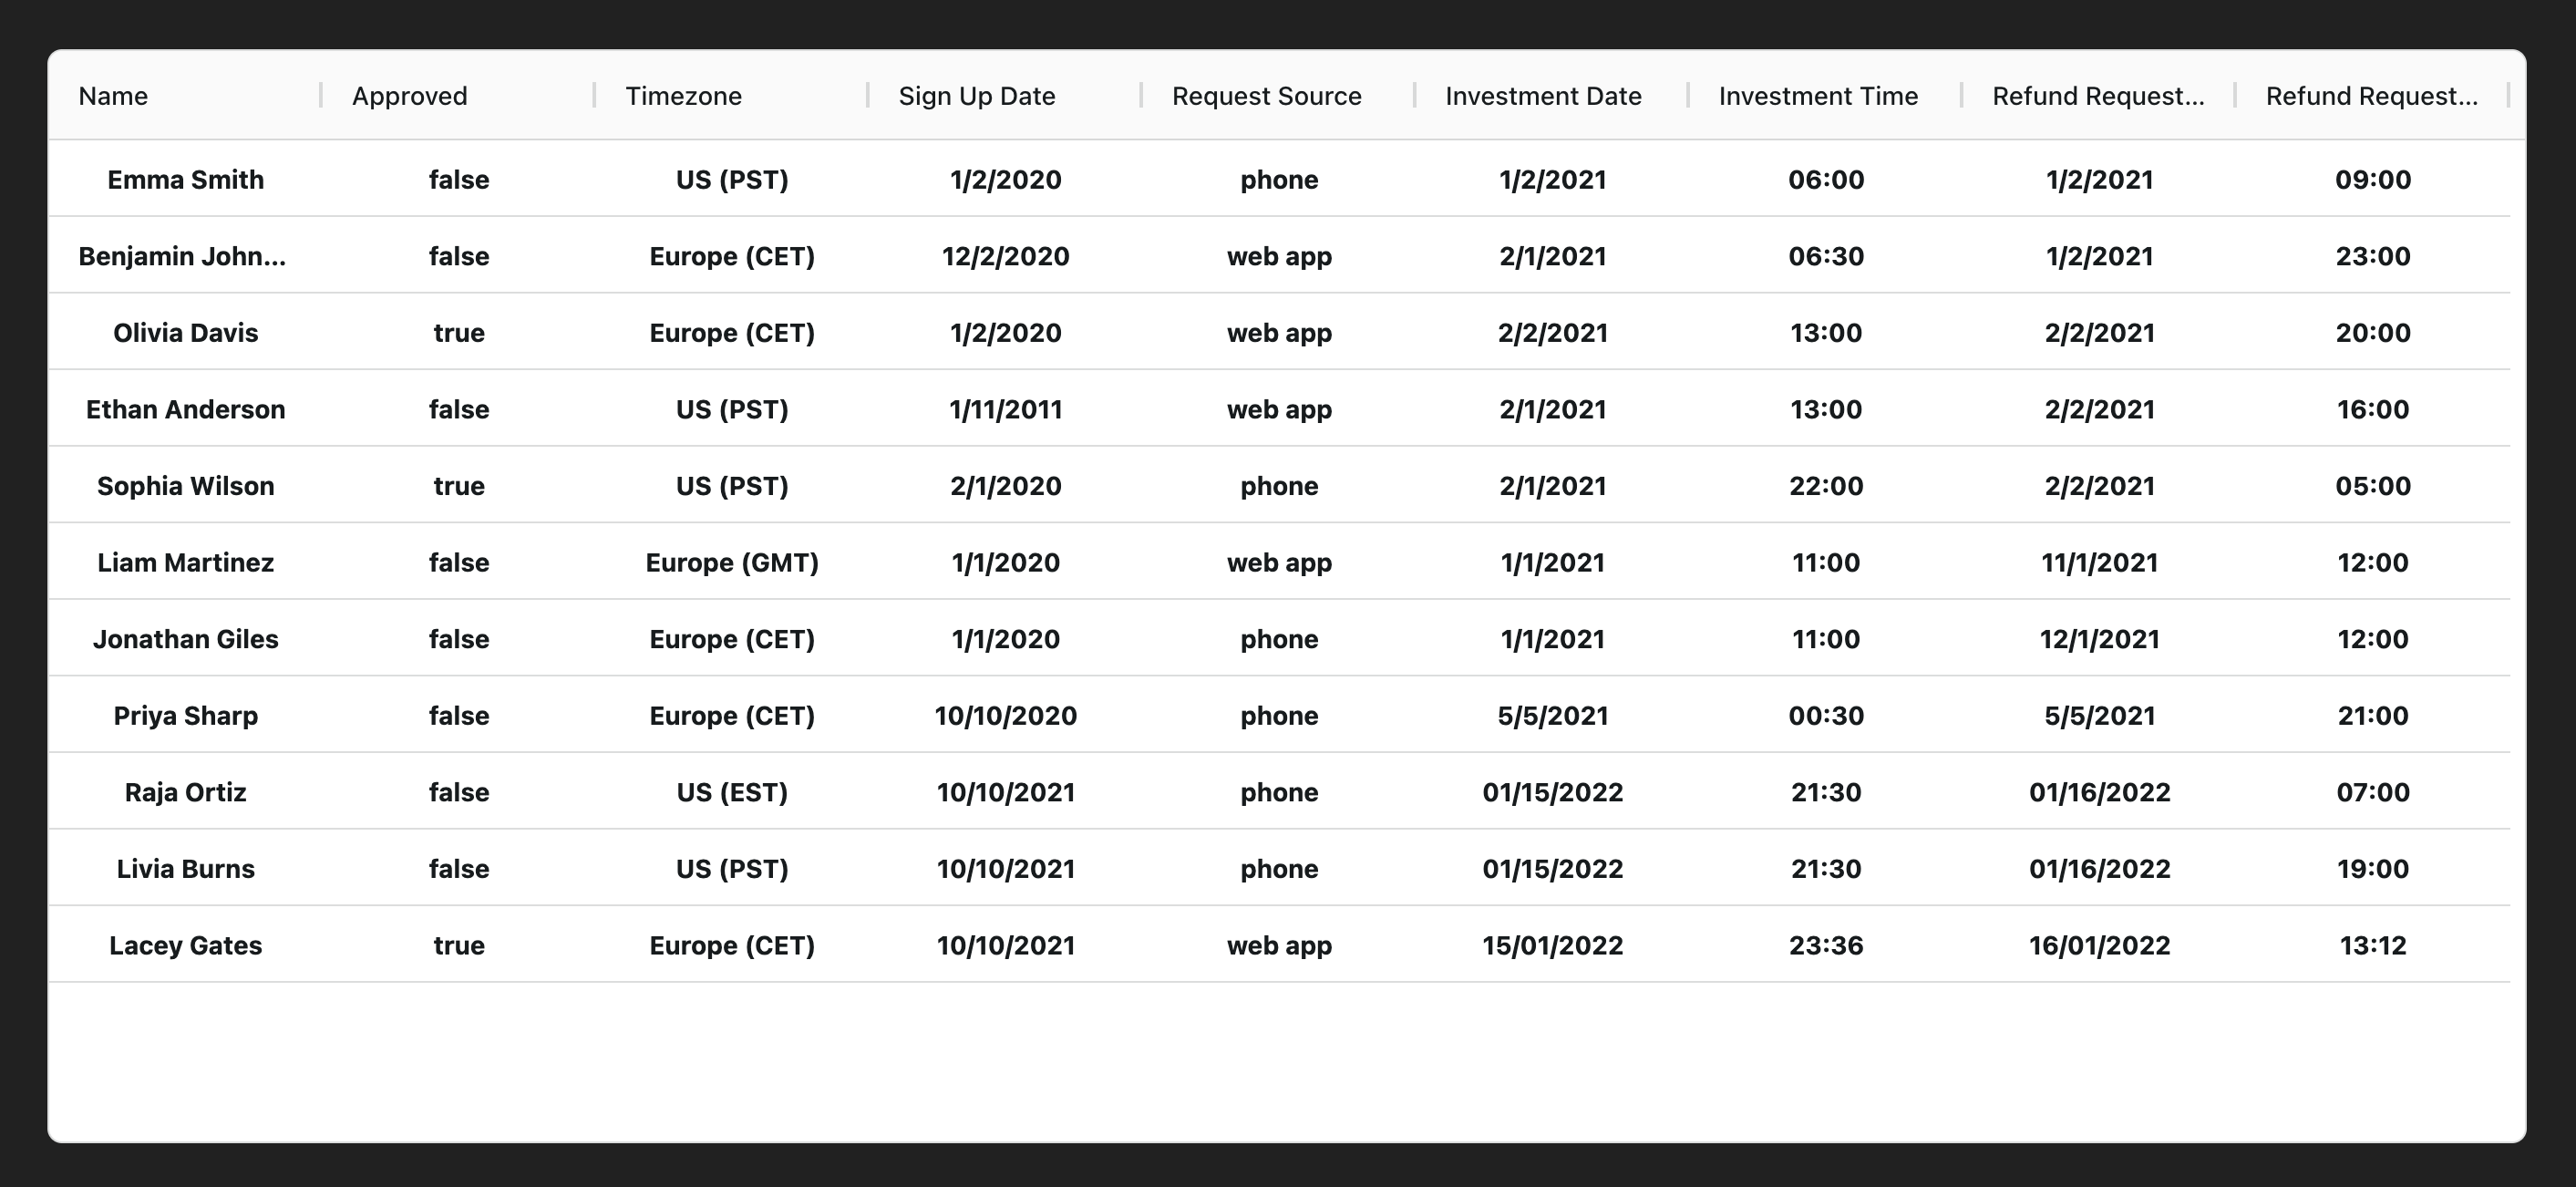 Name Approved Timezone Sign Up Date Request Source Investment Date Investment Time Refund Request... Refund Request...
Emma Smith false US (PST) 1/2/2020 phone 1/2/2021 06:00 1/2/2021 09:00
Benjamin John... false Europe (CET) 12/2/2020 web app 2/1/2021 06:30 1/2/2021 23:00
Olivia Davis true Europe (CET) 1/2/2020 web app 2/2/2021 13:00 2/2/2021 20:00
Ethan Anderson false US (PST) 1/11/2011 web app 2/1/2021 13:00 2/2/2021 16:00
Sophia Wilson true US (PST) 2/1/2020 phone 2/1/2021 22:00 2/2/2021 05:00
Liam Martinez false Europe (GMT) 1/1/2020 web app 1/1/2021 11:00 11/1/2021 12:00
Jonathan Giles false Europe (CET) 1/1/2020 phone 1/1/2021 11:00 12/1/2021 12:00
Priya Sharp false Europe (CET) 10/10/2020 phone 5/5/2021 00:30 5/5/2021 21:00
Raja Ortiz false US (EST) 10/10/2021 phone 01/15/2022 21:30 01/16/2022 07:00
Livia Burns false US (PST) 10/10/2021 phone 01/15/2022 21:30 01/16/2022 19:00
Lacey Gates true Europe (CET) 10/10/2021 web app 15/01/2022 23:36 16/01/2022 13:12